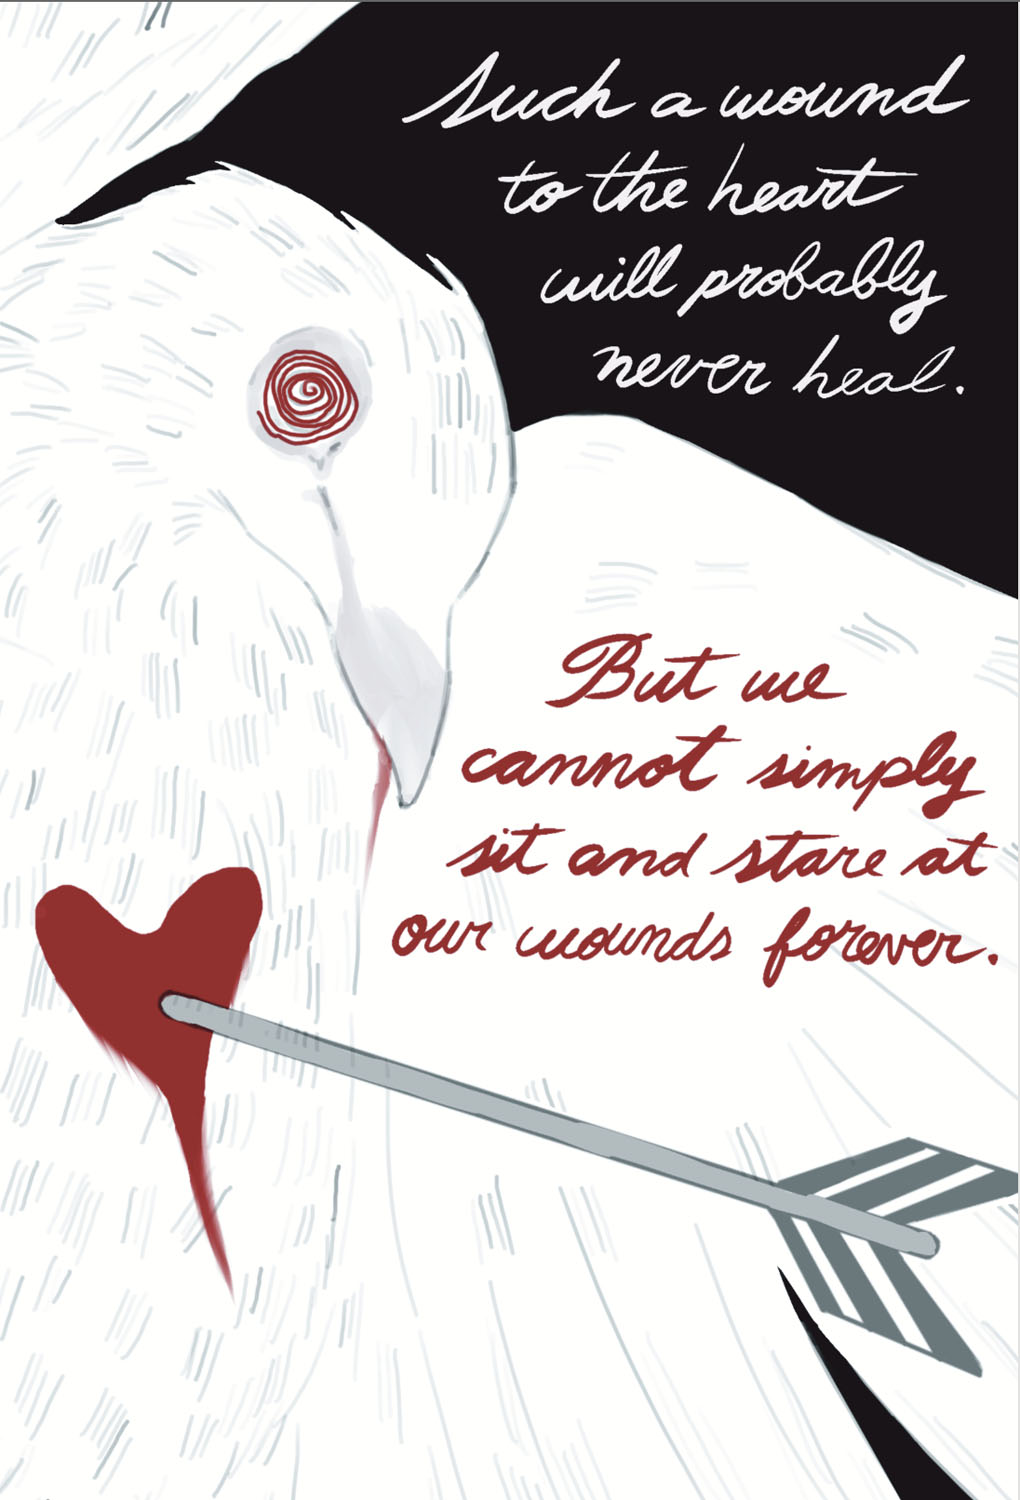 Such a wound
to the heart
will probably
never heal.
But we
cannot simply
sit and stare at
our wounds forever.